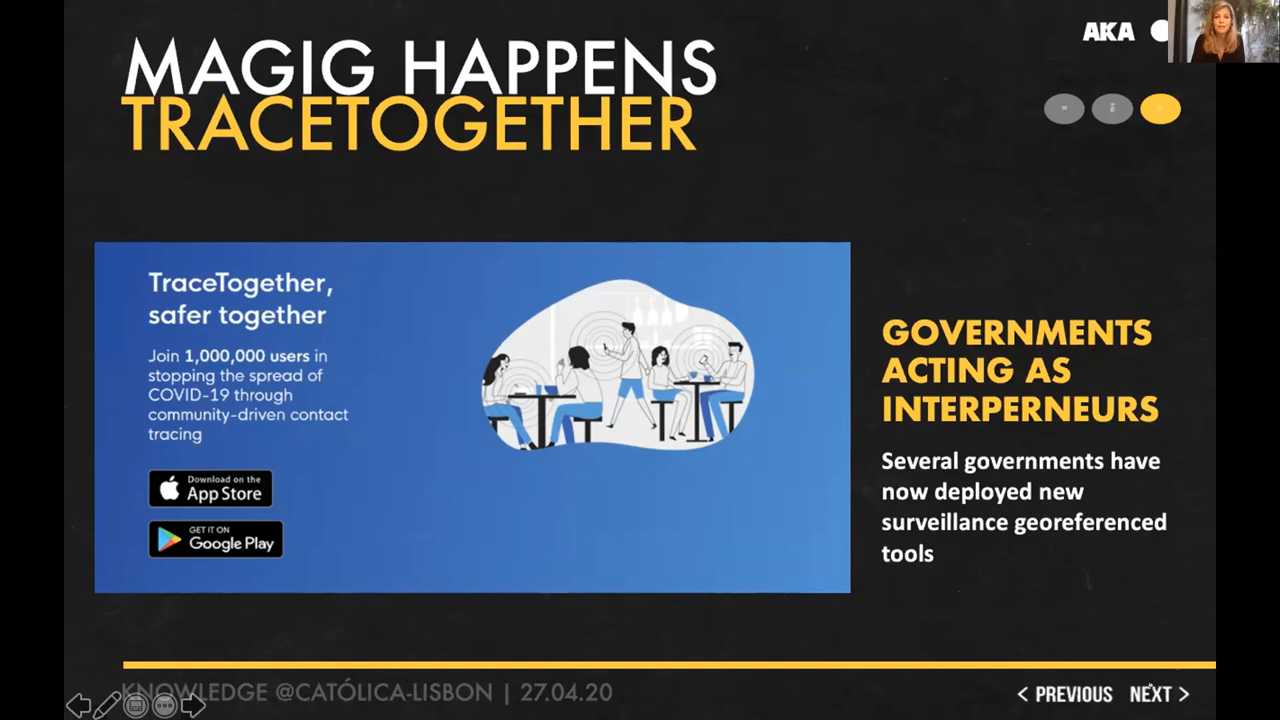 MAGIG HAPPENS
TRACETOGETHER
AKA
TraceTogether,
safer together
Join 1,000,000 users in
stopping the spread of
COVID-19 through
community-driven contact
tracing
Download on the
App Store
GET IT ON
Google Play
GOVERNMENTS
ACTING AS
INTERPERNEURS
Several governments have
now deployed new
surveillance georeferenced
tools
KNOWLEDGE @CATÓLICA-LISBON | 27.04.20
< PREVIOUS NEXT >